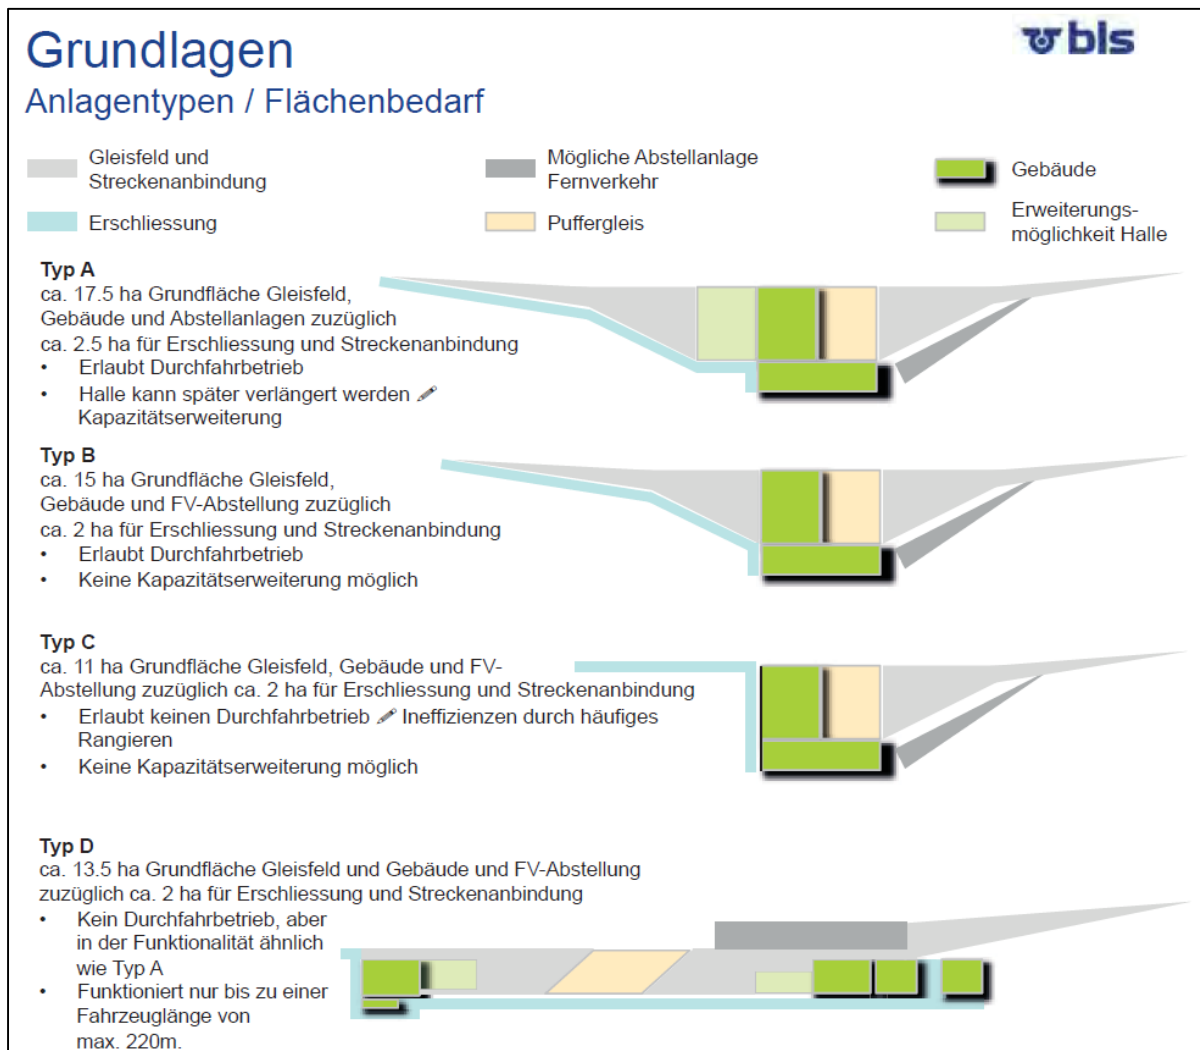 Grundlagen
bls
Anlagentypen / Flächenbedarf
Gleisfeld und
Streckenanbindung
Mögliche Abstellanlage
Fernverkehr
Gebäude
Erschliessung
Puffergleis
Erweiterungs-
möglichkeit Halle
Typ A
ca. 17.5 ha Grundfläche Gleisfeld,
Gebäude und Abstellanlagen zuzüglich
ca. 2.5 ha für Erschliessung und Streckenanbindung
• Erlaubt Durchfahrbetrieb
• Halle kann später verlängert werden ✐
Kapazitätserweiterung
Typ B
ca. 15 ha Grundfläche Gleisfeld,
Gebäude und FV-Abstellung zuzüglich
ca. 2 ha für Erschliessung und Streckenanbindung
• Erlaubt Durchfahrbetrieb
• Keine Kapazitätserweiterung möglich
Typ C
ca. 11 ha Grundfläche Gleisfeld, Gebäude und FV-
Abstellung zuzüglich ca. 2 ha für Erschliessung und Streckenanbindung
• Erlaubt keinen Durchfahrbetrieb ✐ Ineffizienzen durch häufiges
Rangieren
• Keine Kapazitätserweiterung möglich
Typ D
ca. 13.5 ha Grundfläche Gleisfeld und Gebäude und FV-Abstellung
zuzüglich ca. 2 ha für Erschliessung und Streckenanbindung
• Kein Durchfahrbetrieb, aber
in der Funktionalität ähnlich
wie Typ A
• Funktioniert nur bis zu einer
Fahrzeuglänge von
max. 220m.